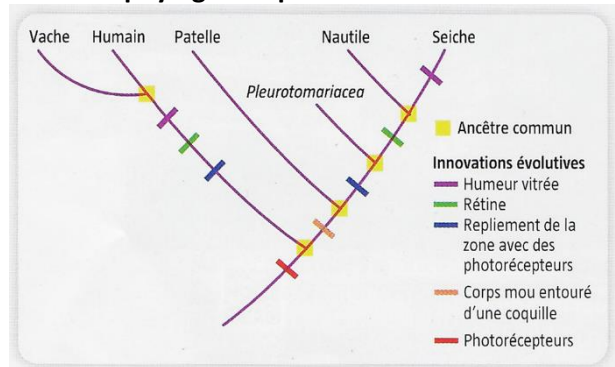 Vache Humain Patelle Nautile Seiche
Pleurotomariacea
Ancêtre commun
Innovations évolutives
Humeur vitrée
Rétine
Repliement de la
zone avec des
photorécepteurs
Corps mou entouré
d'une coquille
Photorécepteurs